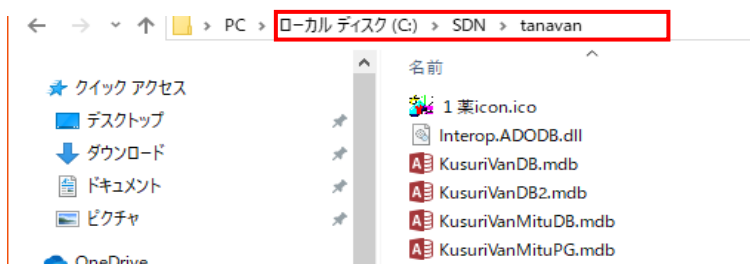 PC > ローカル ディスク (C:) > SDN > tanavan
名前
クイック アクセス
デスクトップ
ダウンロード
ドキュメント
ピクチャ
OneDrive
1 薬icon.ico
Interop.ADODB.dll
KusuriVanDB.mdb
KusuriVanDB2.mdb
KusuriVanMituDB.mdb
KusuriVanMituPG.mdb